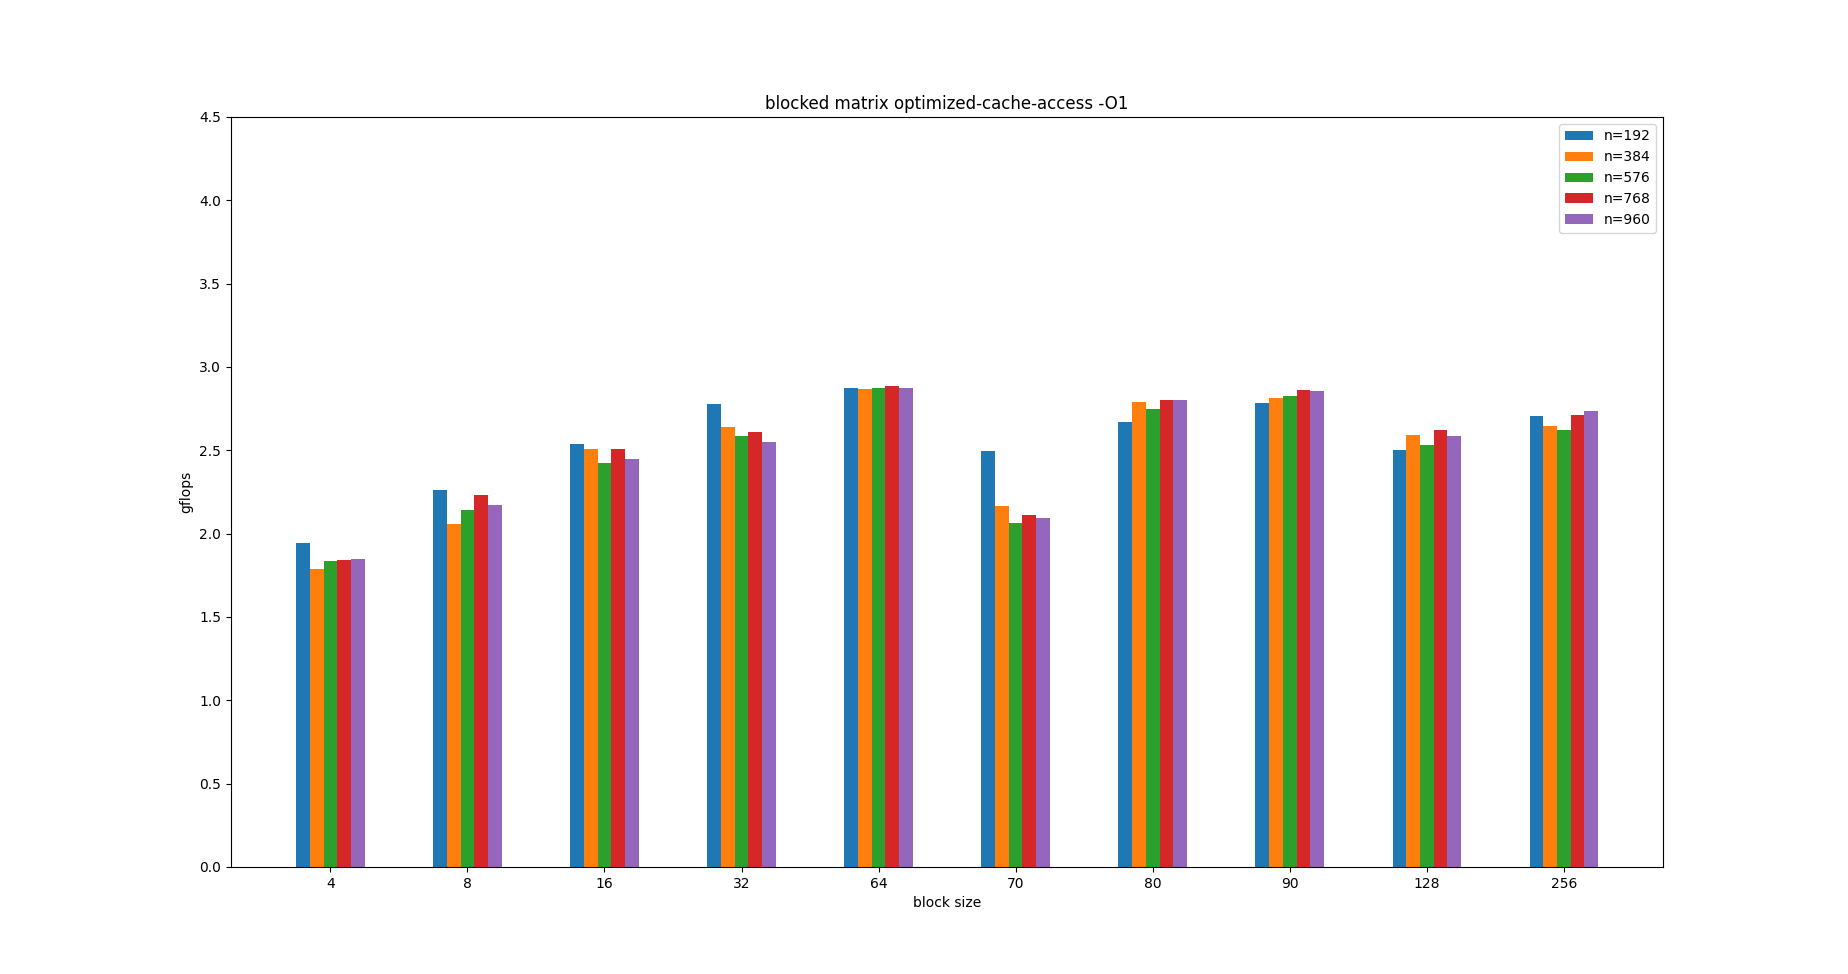 blocked matrix optimized-cache-access -O1
4.5
4.0
3.5
3.0
2.5
2.0
1.5
1.0
0.5
0.0
gflops
n=192
n=384
n=576
n=768
n=960
4 8 16 32 64 70 80 90 128 256
block size